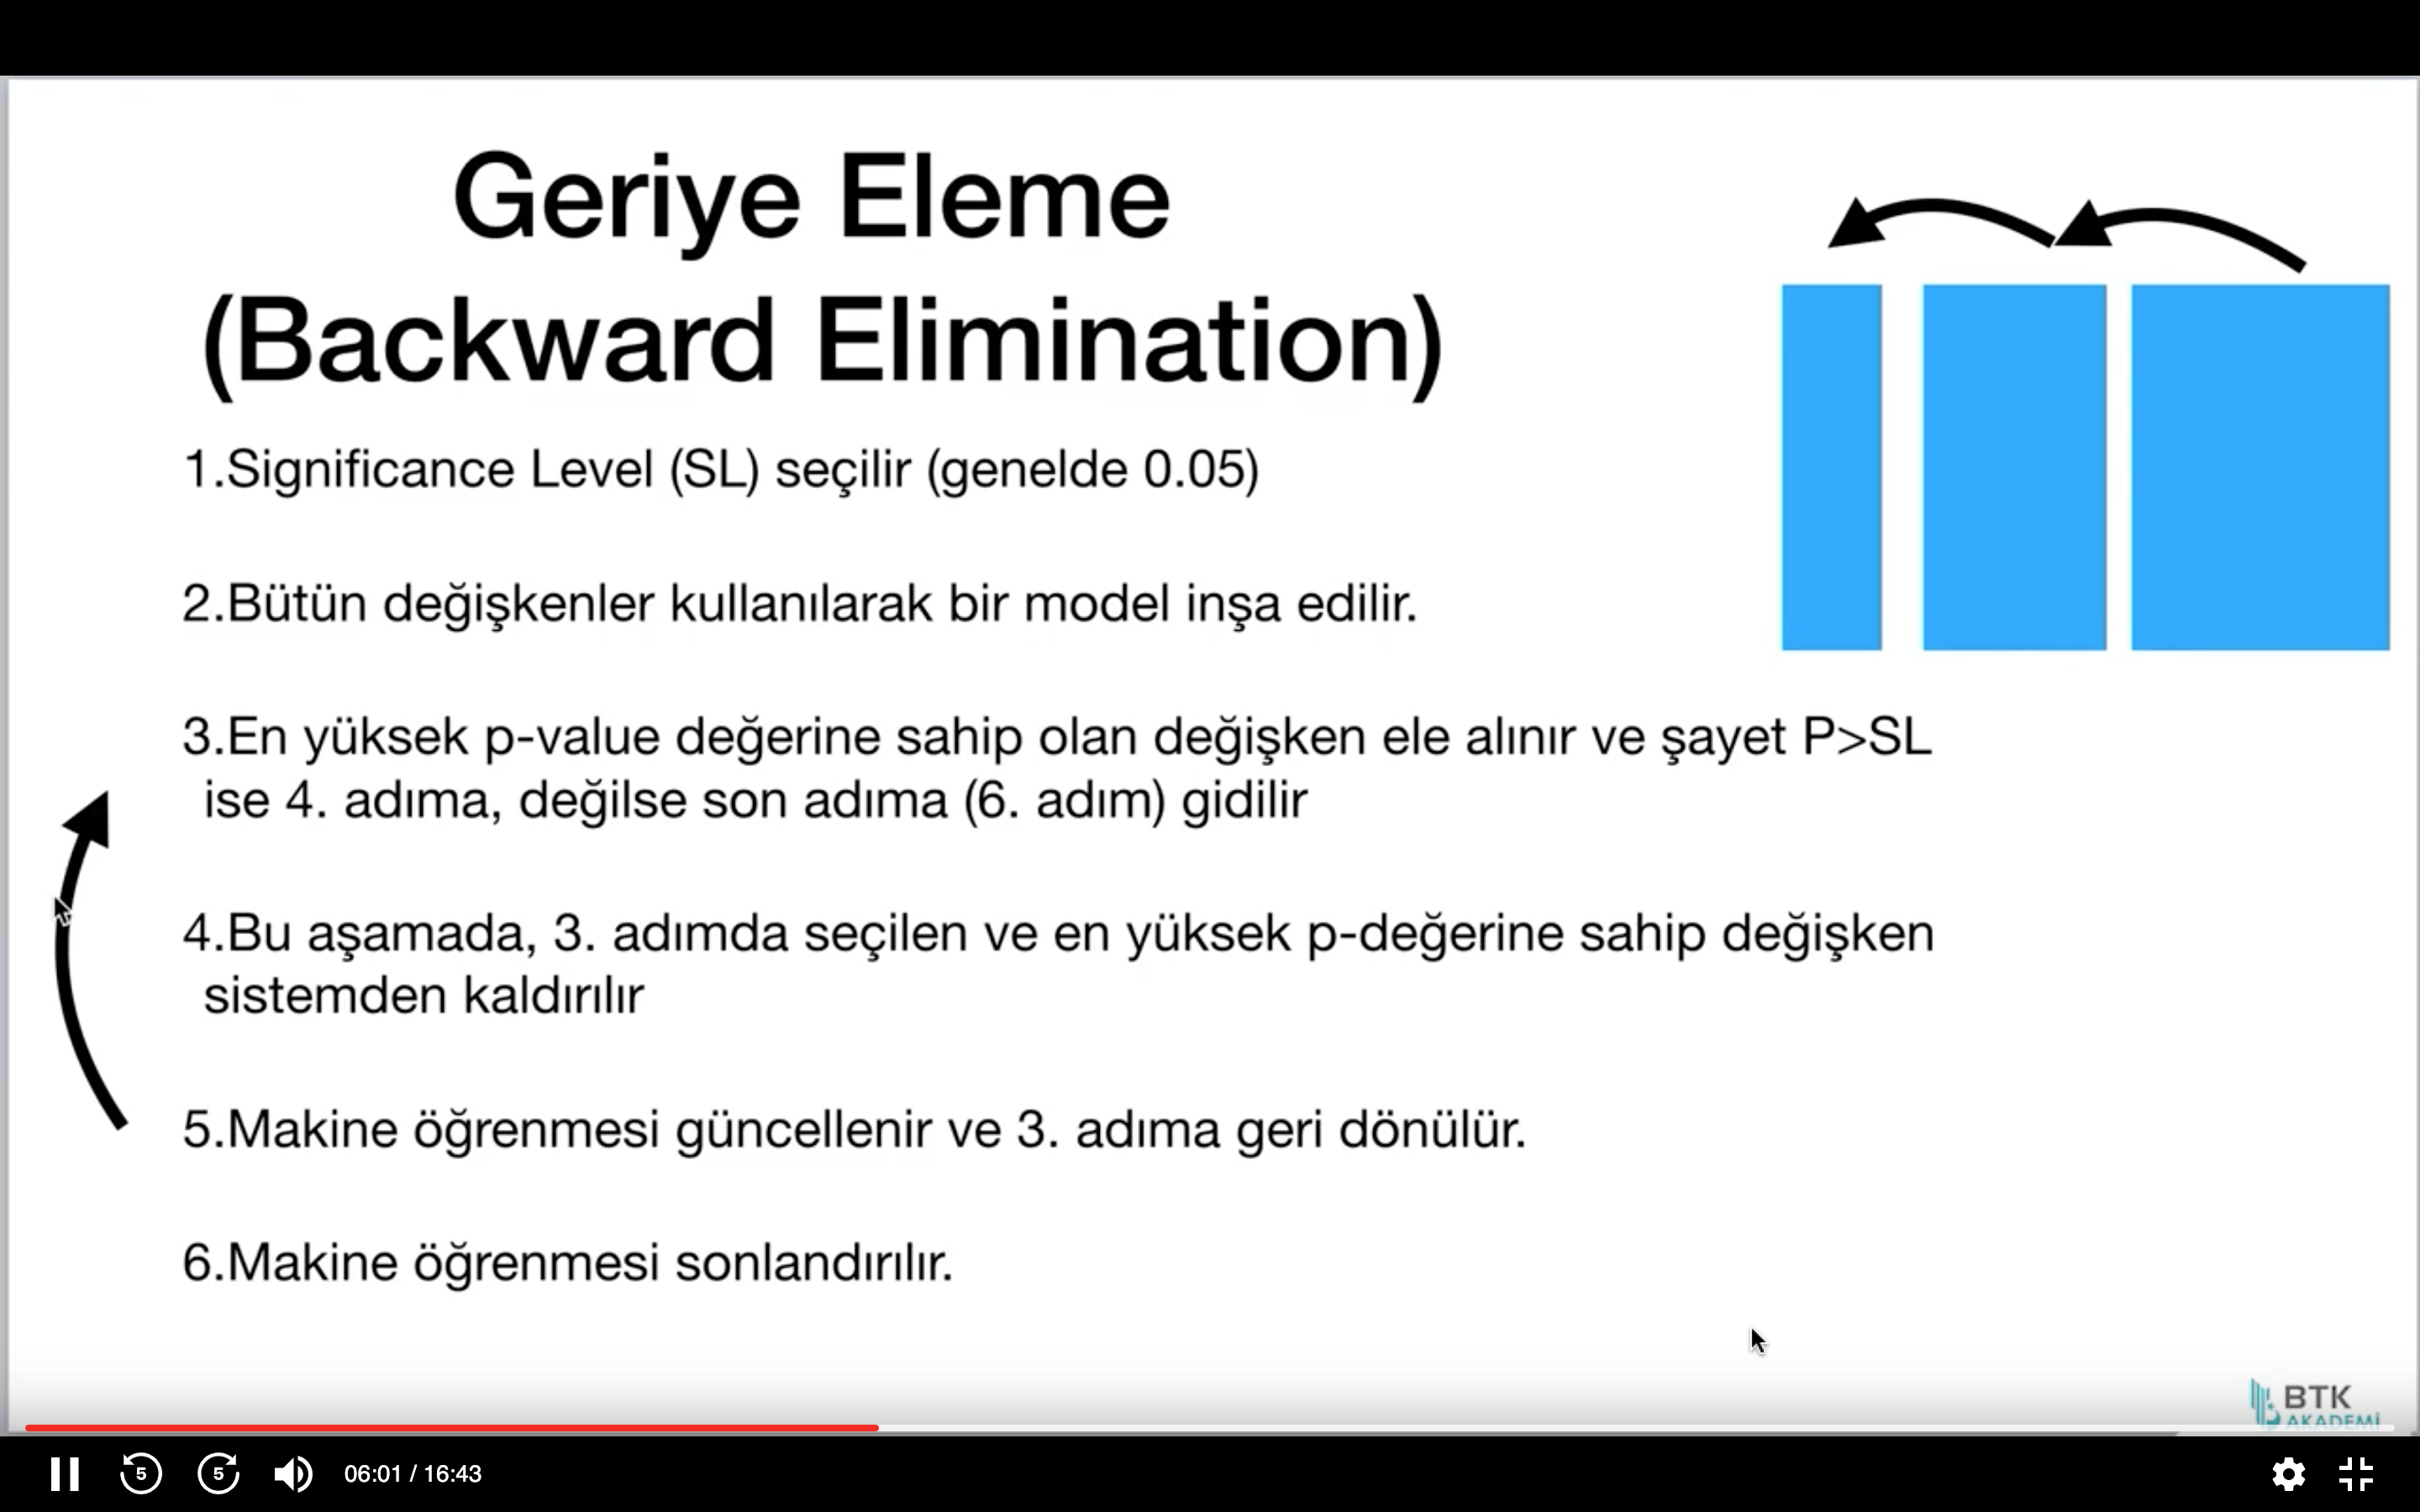 Geriye Eleme
(Backward Elimination)
1.Significance Level (SL) seçilir (genelde 0.05)
2.Bütün değişkenler kullanılarak bir model inşa edilir.
3.En yüksek p-value değerine sahip olan değişken ele alınır ve şayet P>SL
ise 4. adıma, değilse son adıma (6. adım) gidilir
4.Bu aşamada, 3. adımda seçilen ve en yüksek p-değerine sahip değişken
sistemden kaldırılır
5.Makine öğrenmesi güncellenir ve 3. adıma geri dönülür.
6.Makine öğrenmesi sonlandırılır.
BTK
AKADEMİ
5
5
06:01 / 16:43